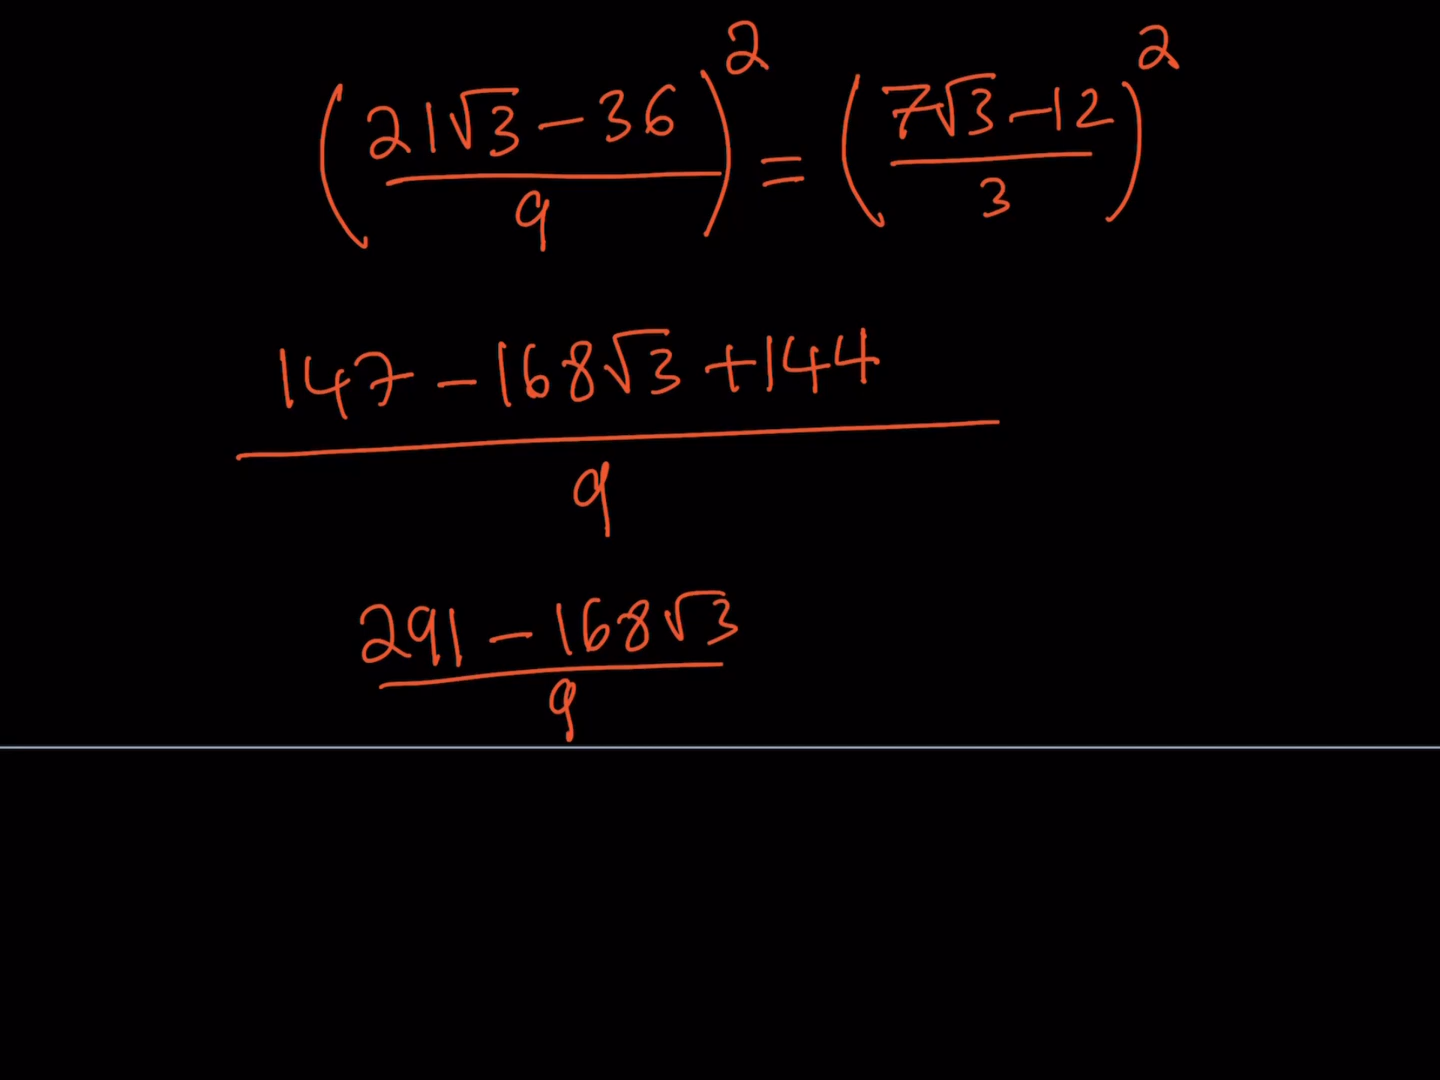 (21√3 − 36 / 9)² = (7√3 − 12 / 3)²
147 − 168√3 + 144 / 9
291 − 168√3 / 9